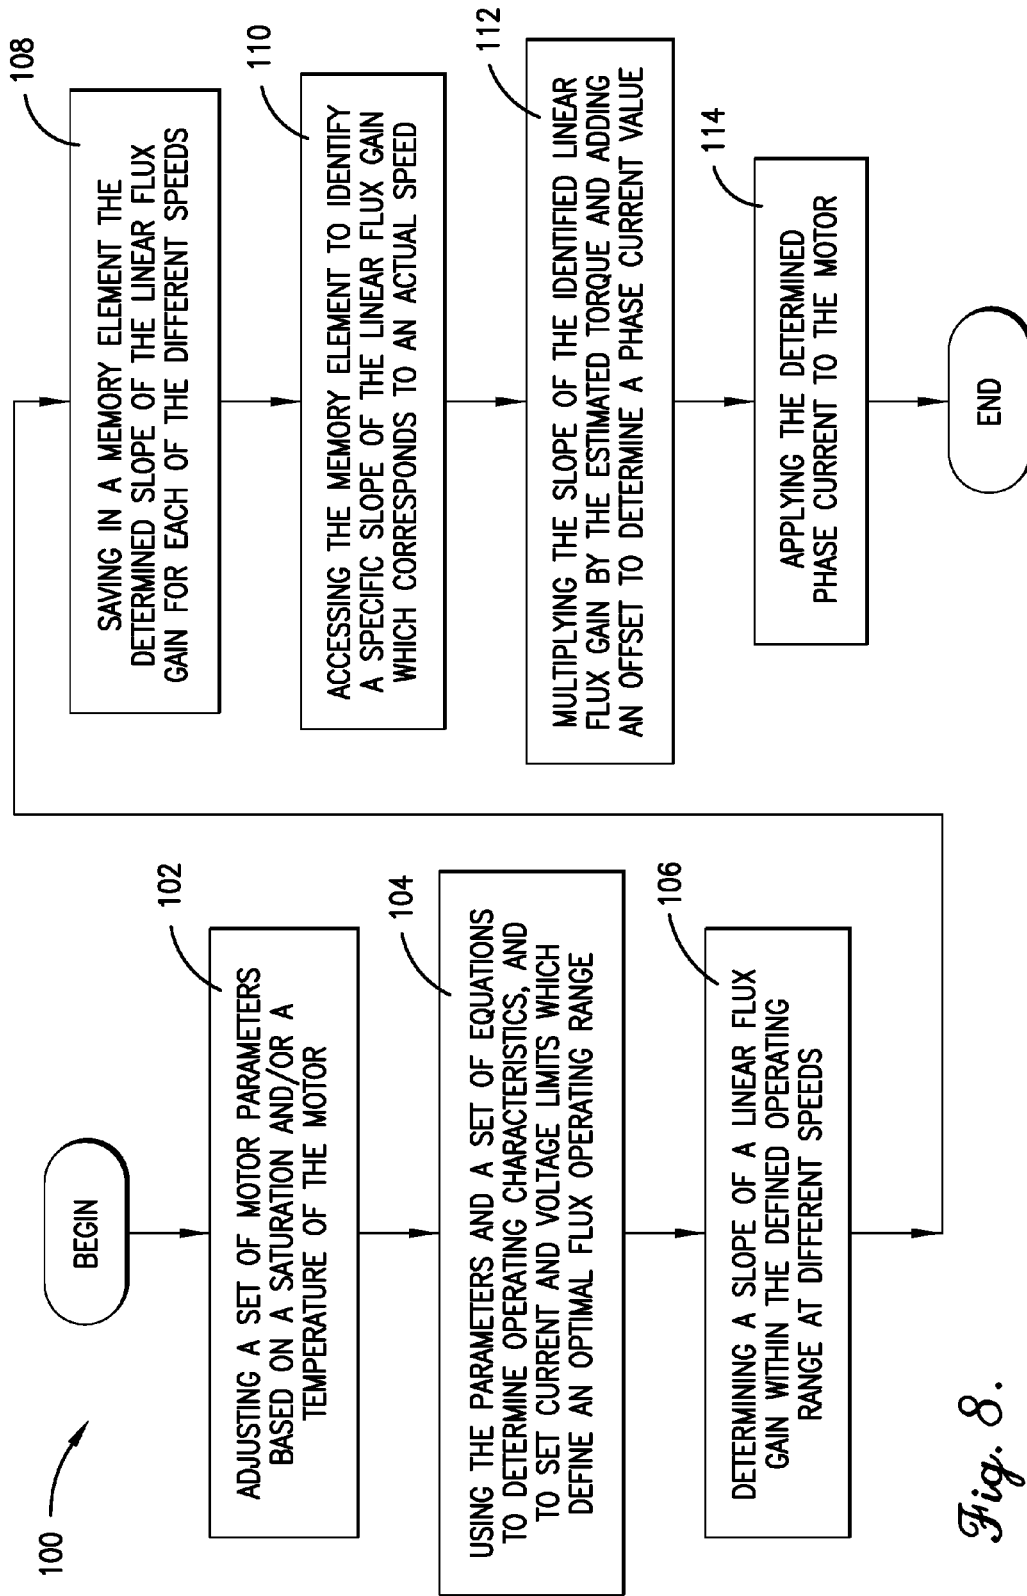 100
BEGIN
102
ADJUSTING A SET OF MOTOR PARAMETERS
BASED ON A SATURATION AND/OR A
TEMPERATURE OF THE MOTOR
104
USING THE PARAMETERS AND A SET OF EQUATIONS
TO DETERMINE OPERATING CHARACTERISTICS, AND
TO SET CURRENT AND VOLTAGE LIMITS WHICH
DEFINE AN OPTIMAL FLUX OPERATING RANGE
106
DETERMINING A SLOPE OF A LINEAR FLUX
GAIN WITHIN THE DEFINED OPERATING
RANGE AT DIFFERENT SPEEDS
108
SAVING IN A MEMORY ELEMENT THE
DETERMINED SLOPE OF THE LINEAR FLUX
GAIN FOR EACH OF THE DIFFERENT SPEEDS
110
ACCESSING THE MEMORY ELEMENT TO IDENTIFY
A SPECIFIC SLOPE OF THE LINEAR FLUX GAIN
WHICH CORRESPONDS TO AN ACTUAL SPEED
112
MULTIPLYING THE SLOPE OF THE IDENTIFIED LINEAR
FLUX GAIN BY THE ESTIMATED TORQUE AND ADDING
AN OFFSET TO DETERMINE A PHASE CURRENT VALUE
114
APPLYING THE DETERMINED
PHASE CURRENT TO THE MOTOR
END
Fig. 8.